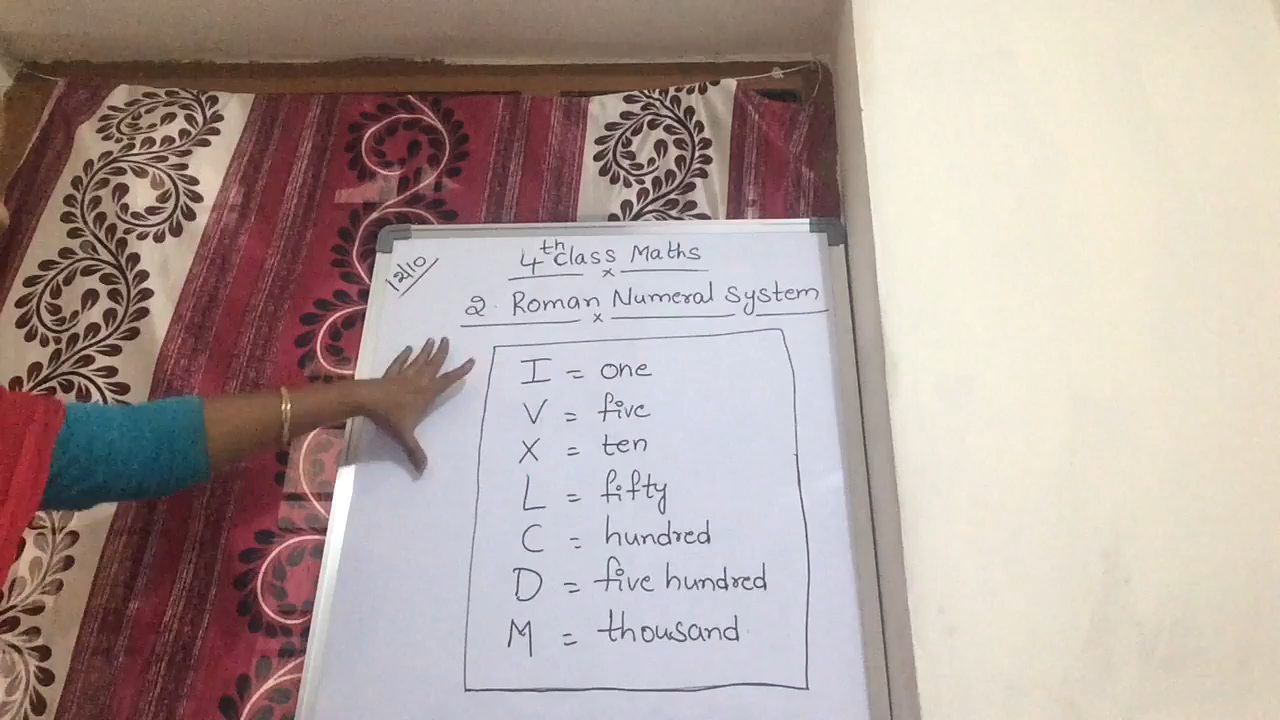 12/10
4th Class Maths
2. Roman Numeral System
I = one
V = five
X = ten
L = fifty
C = hundred
D = five hundred
M = thousand